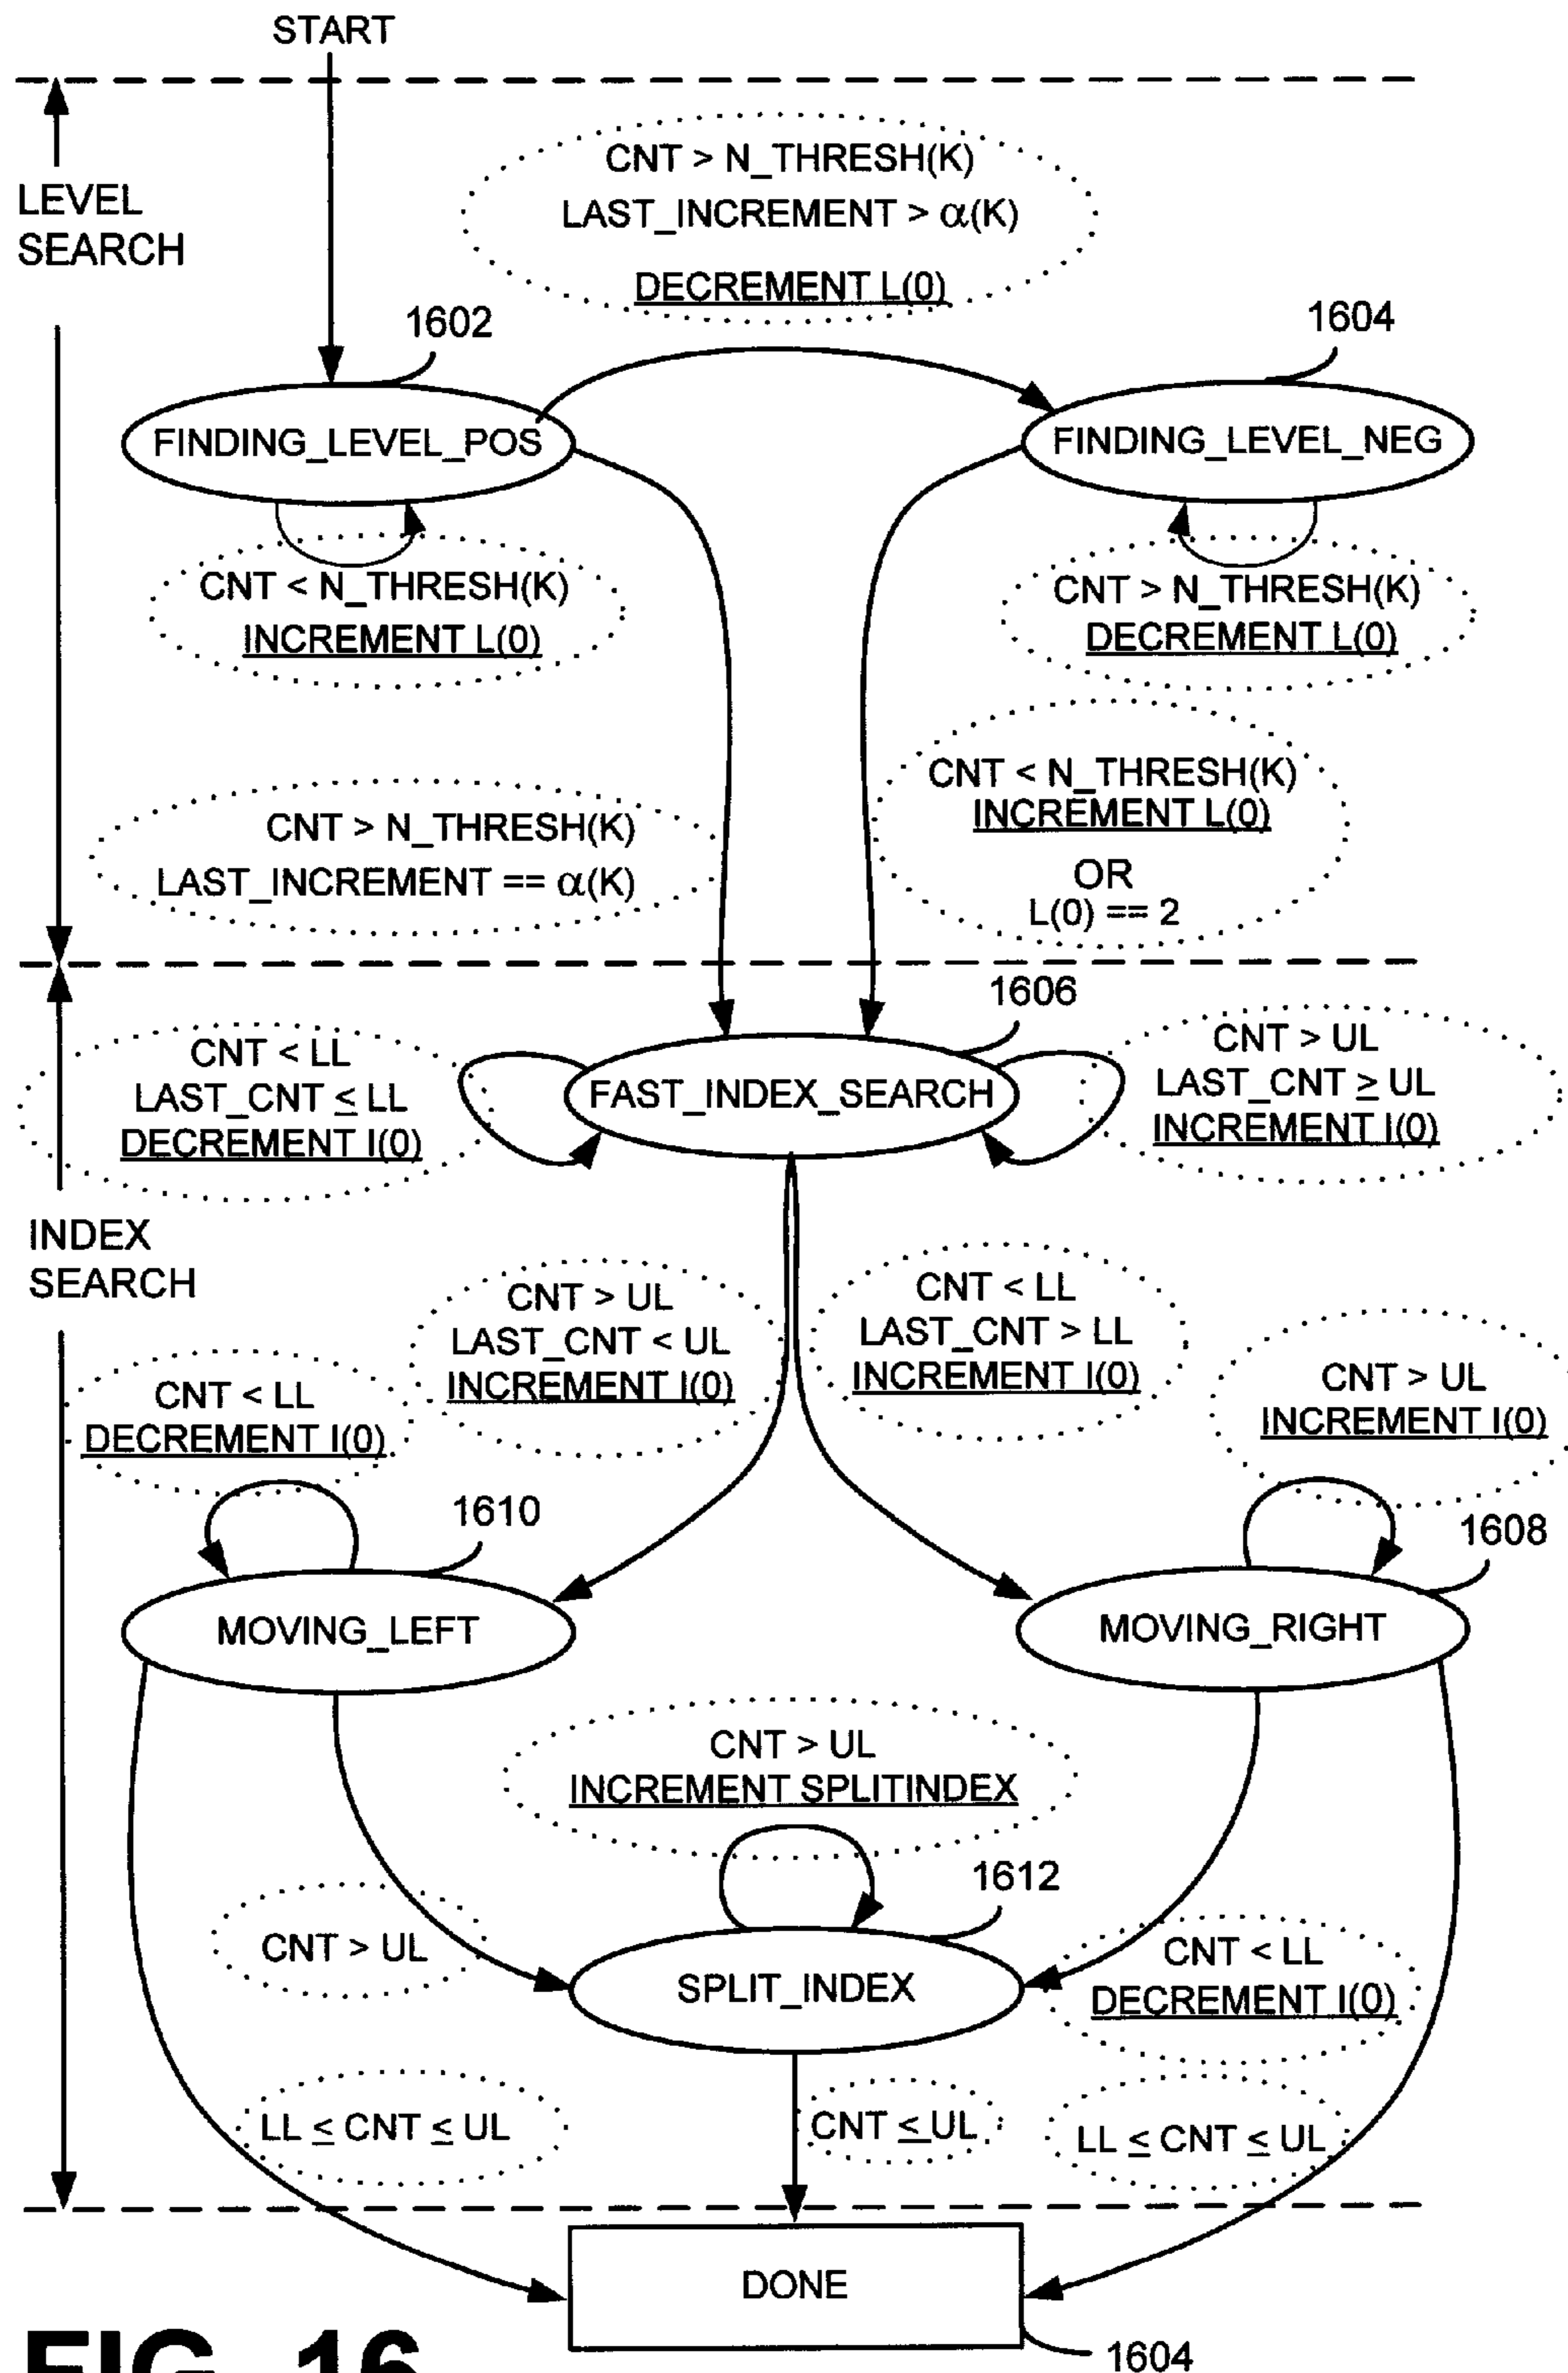 START
LEVEL
SEARCH
CNT > N_THRESH(K)
LAST_INCREMENT > α(K)
DECREMENT L(0)
1602
1604
FINDING_LEVEL_POS
FINDING_LEVEL_NEG
CNT < N_THRESH(K)
INCREMENT L(0)
CNT > N_THRESH(K)
DECREMENT L(0)
CNT > N_THRESH(K)
LAST_INCREMENT == α(K)
CNT < N_THRESH(K)
INCREMENT L(0)
OR
L(0) == 2
1606
CNT < LL
LAST_CNT ≤ LL
DECREMENT I(0)
FAST_INDEX_SEARCH
CNT > UL
LAST_CNT ≥ UL
INCREMENT I(0)
INDEX
SEARCH
CNT > UL
LAST_CNT < UL
INCREMENT I(0)
CNT < LL
LAST_CNT > LL
INCREMENT I(0)
CNT < LL
DECREMENT I(0)
CNT > UL
INCREMENT I(0)
1610
1608
MOVING_LEFT
MOVING_RIGHT
CNT > UL
INCREMENT SPLITINDEX
1612
CNT > UL
SPLIT_INDEX
CNT < LL
DECREMENT I(0)
LL ≤ CNT ≤ UL
CNT ≤ UL
LL ≤ CNT ≤ UL
DONE
1604
FIG. 16